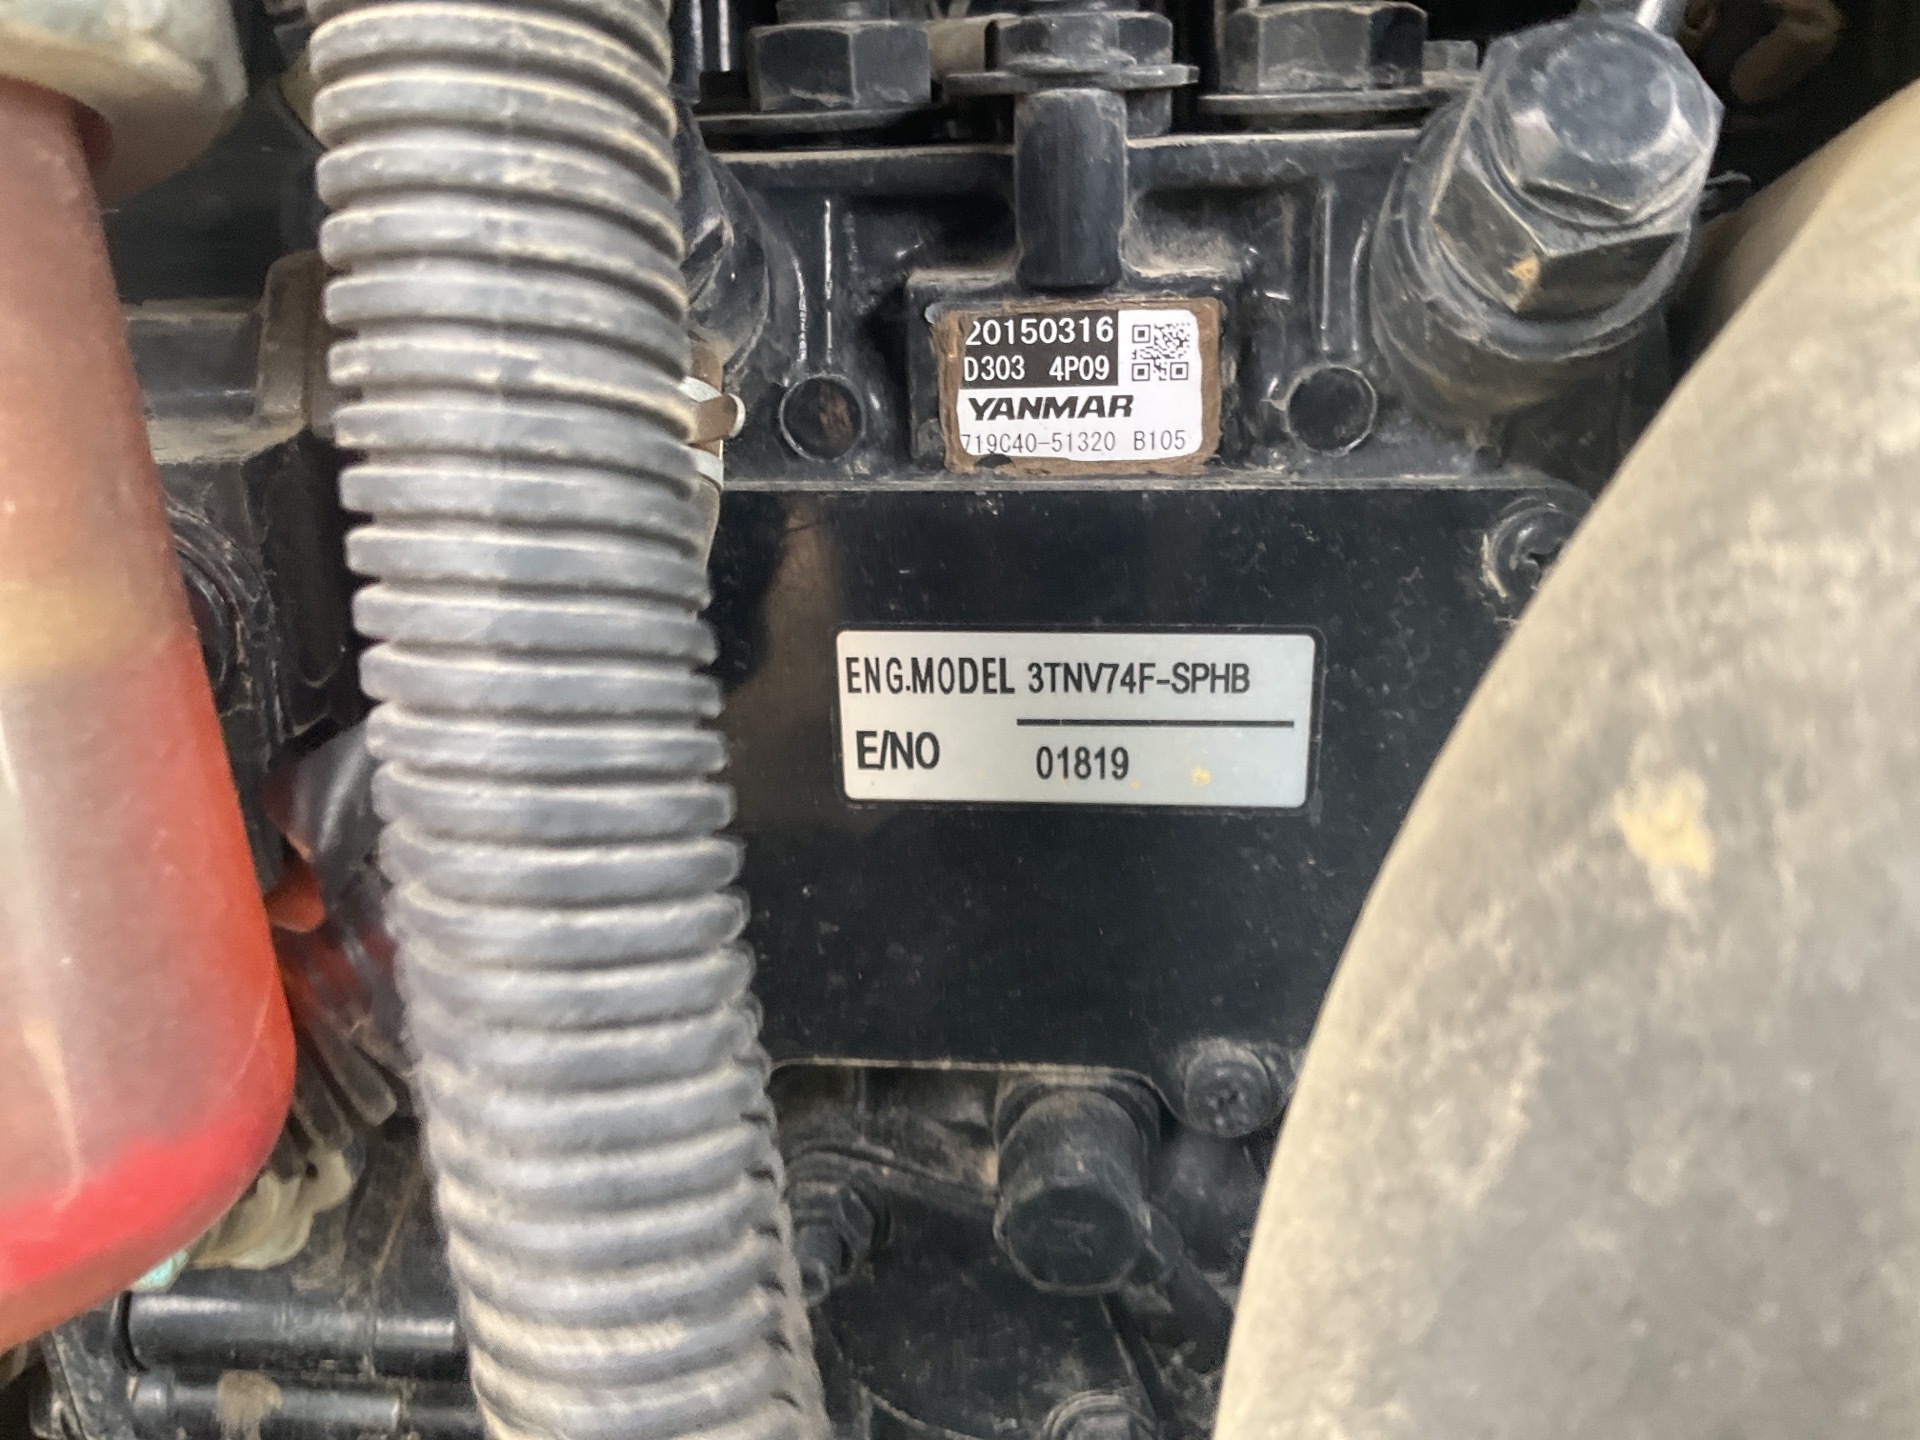 20150316
D303 4P09
YANMAR
719C40-51320 B105
ENG.MODEL 3TNV74F-SPHB
E/NO 01819